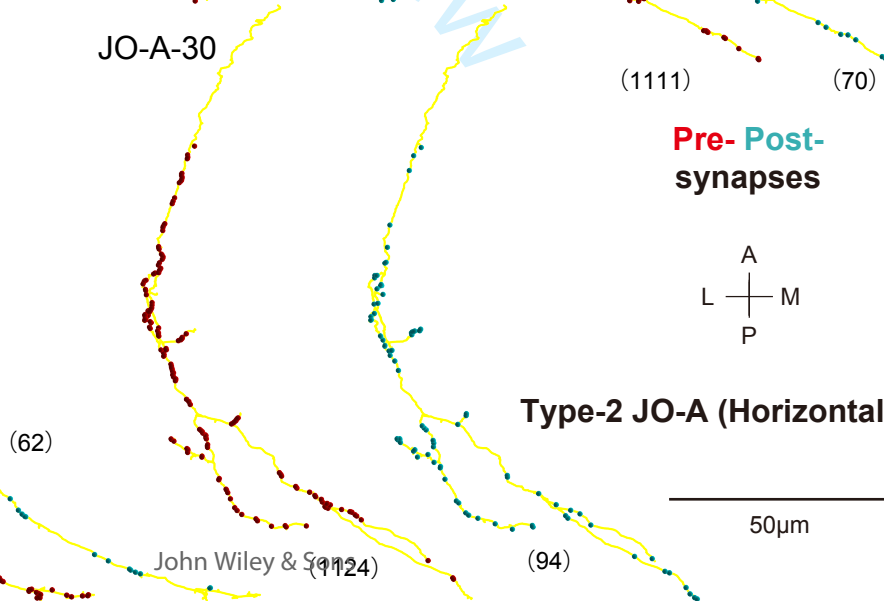 W
JO-A-30
(1111)
(70)
Pre- Post-
synapses
A
L M
P
Type-2 JO-A (Horizontal
(62)
50µm
John Wiley & Sons
(1124)
(94)